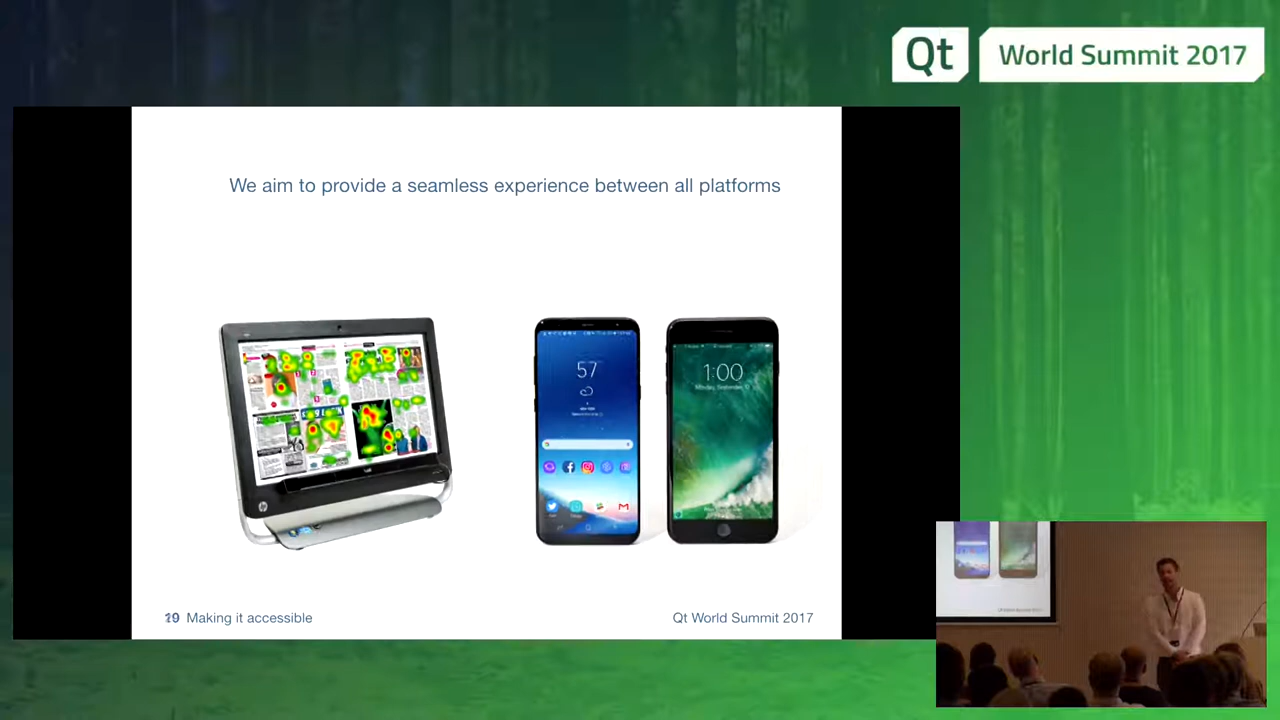 Qt World Summit 2017
We aim to provide a seamless experience between all platforms
57
1:00
Making it accessible
Qt World Summit 2017